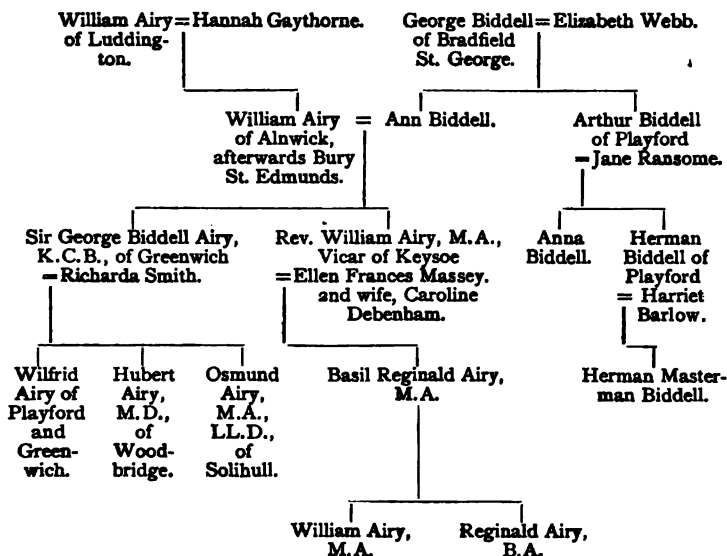 William Airy = Hannah Gaythorne.
of Ludding-
ton.
George Biddell = Elizabeth Webb.
of Bradfield
St. George.
William Airy = Ann Biddell.
of Alnwick,
afterwards Bury
St. Edmunds.
Arthur Biddell
of Playford
=Jane Ransome.
Sir George Biddell Airy,
K.C.B., of Greenwich
=Richarda Smith.
Rev. William Airy, M.A.,
Vicar of Keysoe
=Ellen Frances Massey.
and wife, Caroline
Debenham.
Anna
Biddell.
Herman
Biddell of
Playford
= Harriet
Barlow.
Wilfrid
Airy of
Playford
and
Green-
wich.
Hubert
Airy,
M.D.,
of
Wood-
bridge.
Osmund
Airy,
M.A.,
LL.D.,
of
Solihull.
Basil Reginald Airy,
M.A.
Herman Master-
man Biddell.
William Airy,
M.A.
Reginald Airy,
B.A.